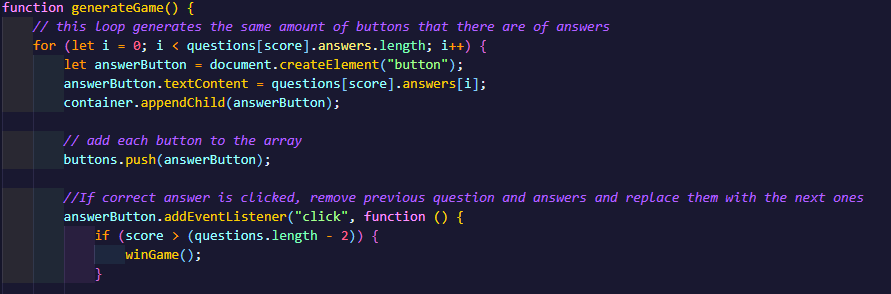 function generateGame() {
// this loop generates the same amount of buttons that there are of answers
for (let i = 0; i < questions[score].answers.length; i++) {
let answerButton = document.createElement("button");
answerButton.textContent = questions[score].answers[i];
container.appendChild(answerButton);
// add each button to the array
buttons.push(answerButton);
//If correct answer is clicked, remove previous question and answers and replace them with the next ones
answerButton.addEventListener("click", function () {
if (score > (questions.length - 2)) {
winGame();
}